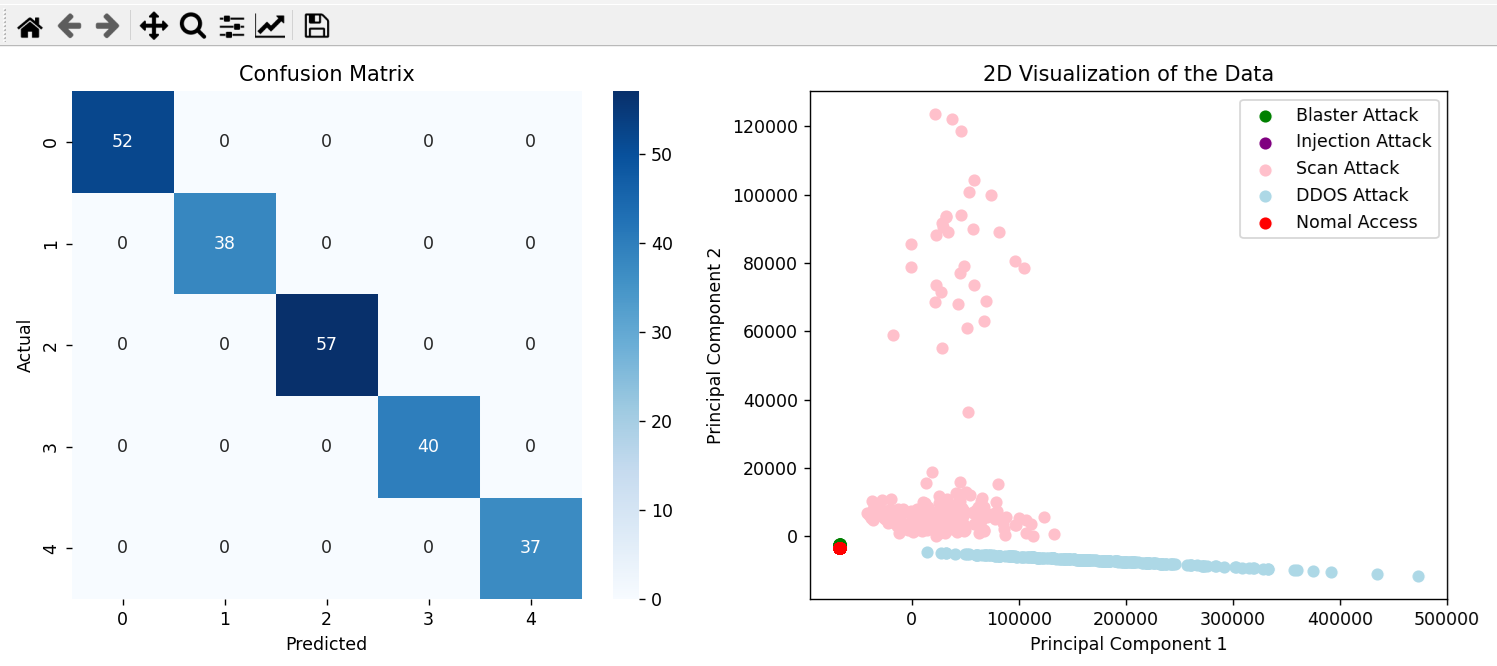 Confusion Matrix
0 52 0 0 0 0
1 0 38 0 0 0
2 0 0 57 0 0
3 0 0 0 40 0
4 0 0 0 0 37
0 1 2 3 4
Predicted
Actual
50
40
30
20
10
0
2D Visualization of the Data
Blaster Attack
Injection Attack
Scan Attack
DDOS Attack
Nomal Access
120000
100000
80000
60000
40000
20000
0
Principal Component 2
0 100000 200000 300000 400000 500000
Principal Component 1